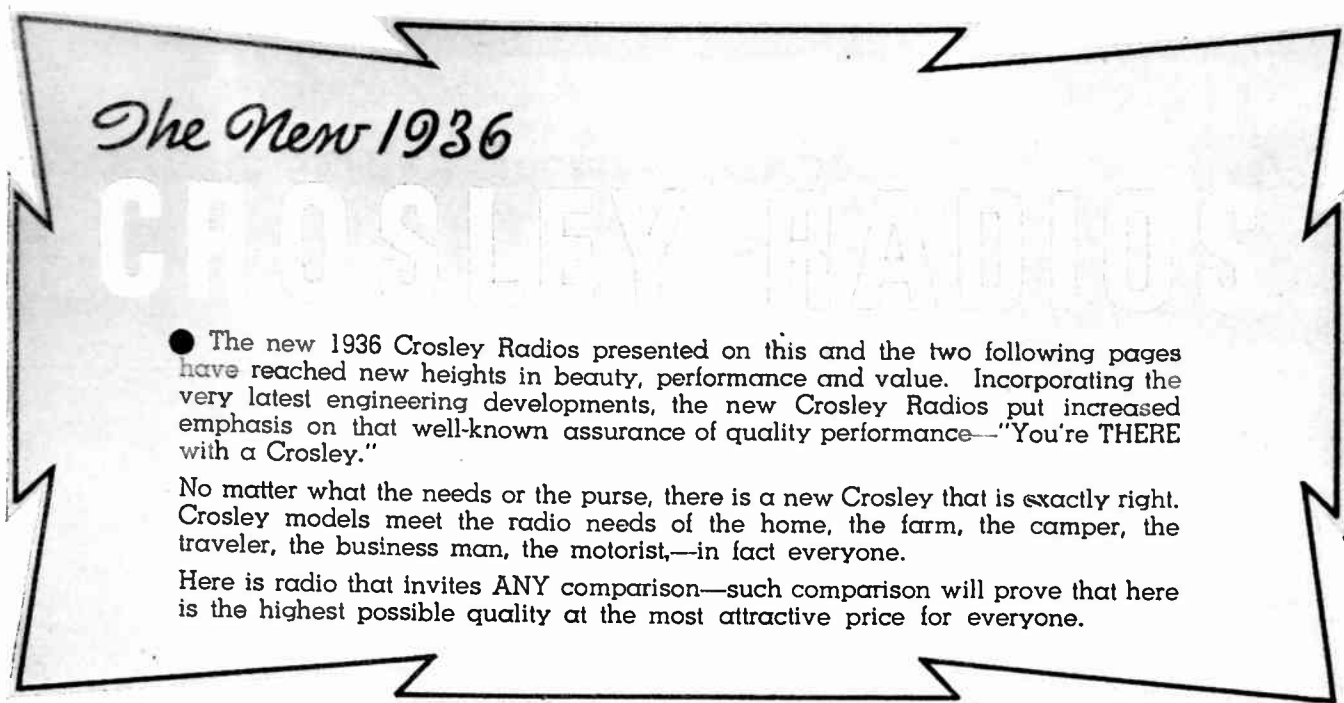 The New 1936
CROSLEY RADIOS
● The new 1936 Crosley Radios presented on this and the two following pages
have reached new heights in beauty, performance and value. Incorporating the
very latest engineering developments, the new Crosley Radios put increased
emphasis on that well-known assurance of quality performance—"You're THERE
with a Crosley."
No matter what the needs or the purse, there is a new Crosley that is exactly right.
Crosley models meet the radio needs of the home, the farm, the camper, the
traveler, the business man, the motorist,—in fact everyone.
Here is radio that invites ANY comparison—such comparison will prove that here
is the highest possible quality at the most attractive price for everyone.